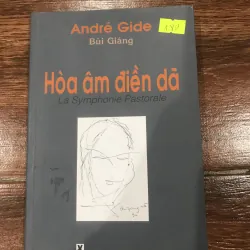 André Gide
Bùi Giáng
Hòa âm điền dã
La Symphonie Pastorale